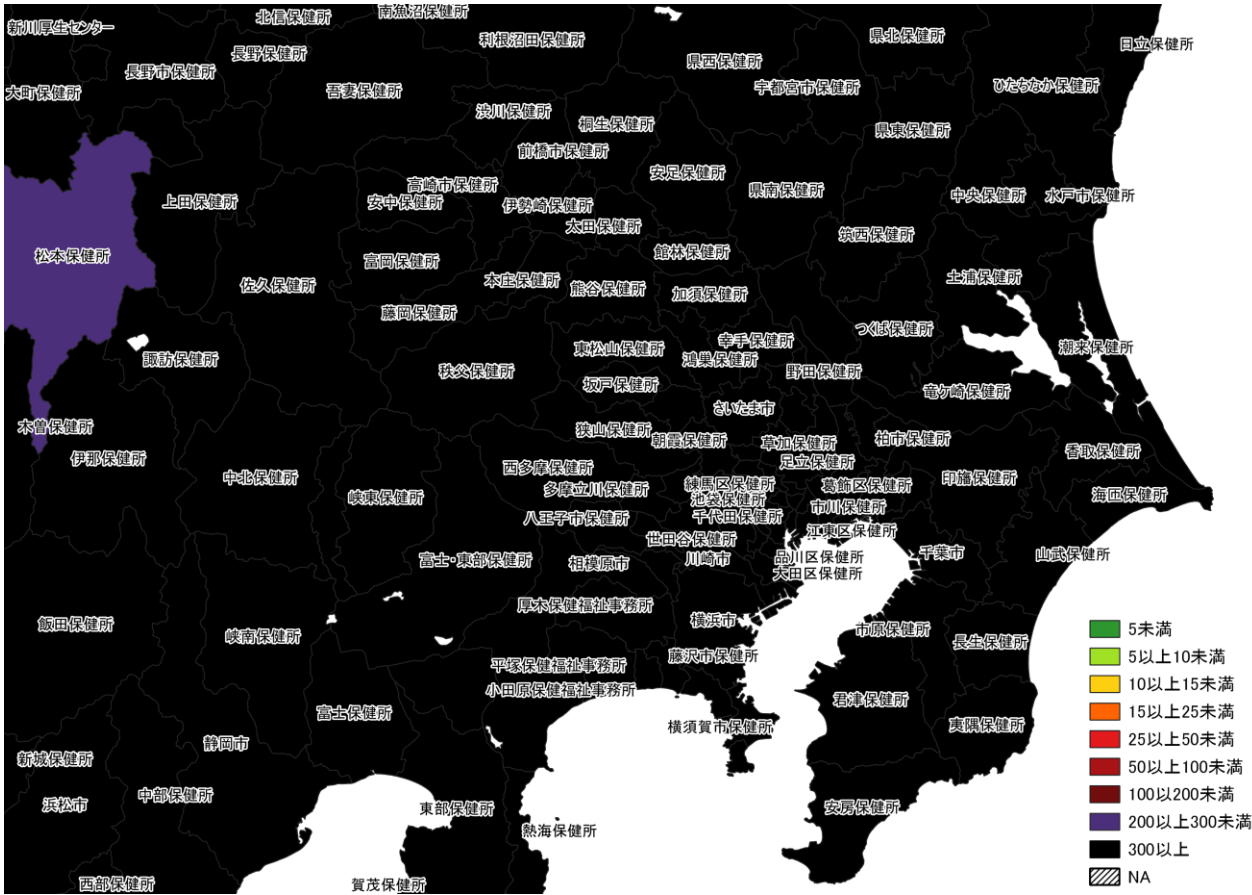 新川厚生センター
北信保健所
南魚沼保健所
利根沼田保健所
県北保健所
日立保健所
長野保健所
長野市保健所
県西保健所
大町保健所
吾妻保健所
宇都宮市保健所
ひたちなか保健所
渋川保健所
桐生保健所
県東保健所
前橋市保健所
安足保健所
高崎市保健所
県南保健所
中央保健所
水戸市保健所
上田保健所
安中保健所
伊勢崎保健所
太田保健所
筑西保健所
松本保健所
富岡保健所
館林保健所
佐久保健所
本庄保健所
熊谷保健所
加須保健所
土浦保健所
藤岡保健所
つくば保健所
諏訪保健所
東松山保健所
幸手保健所
鴻巣保健所
潮来保健所
秩父保健所
坂戸保健所
野田保健所
竜ケ崎保健所
さいたま市
木曽保健所
狭山保健所
朝霞保健所
草加保健所
柏市保健所
香取保健所
伊那保健所
中北保健所
西多摩保健所
足立保健所
印旛保健所
峡東保健所
多摩立川保健所
練馬区保健所
葛飾区保健所
海匝保健所
池袋保健所
市川保健所
八王子市保健所
千代田保健所
江東区保健所
世田谷保健所
富士・東部保健所
相模原市
川崎市
品川区保健所
千葉市
山武保健所
大田区保健所
厚木保健福祉事務所
飯田保健所
峡南保健所
横浜市
市原保健所
長生保健所
平塚保健福祉事務所
藤沢市保健所
小田原保健福祉事務所
君津保健所
富士保健所
横須賀市保健所
夷隅保健所
静岡市
新城保健所
浜松市
中部保健所
東部保健所
安房保健所
熱海保健所
西部保健所
賀茂保健所
5未満
5以上10未満
10以上15未満
15以上25未満
25以上50未満
50以上100未満
100以200未満
200以上300未満
300以上
NA